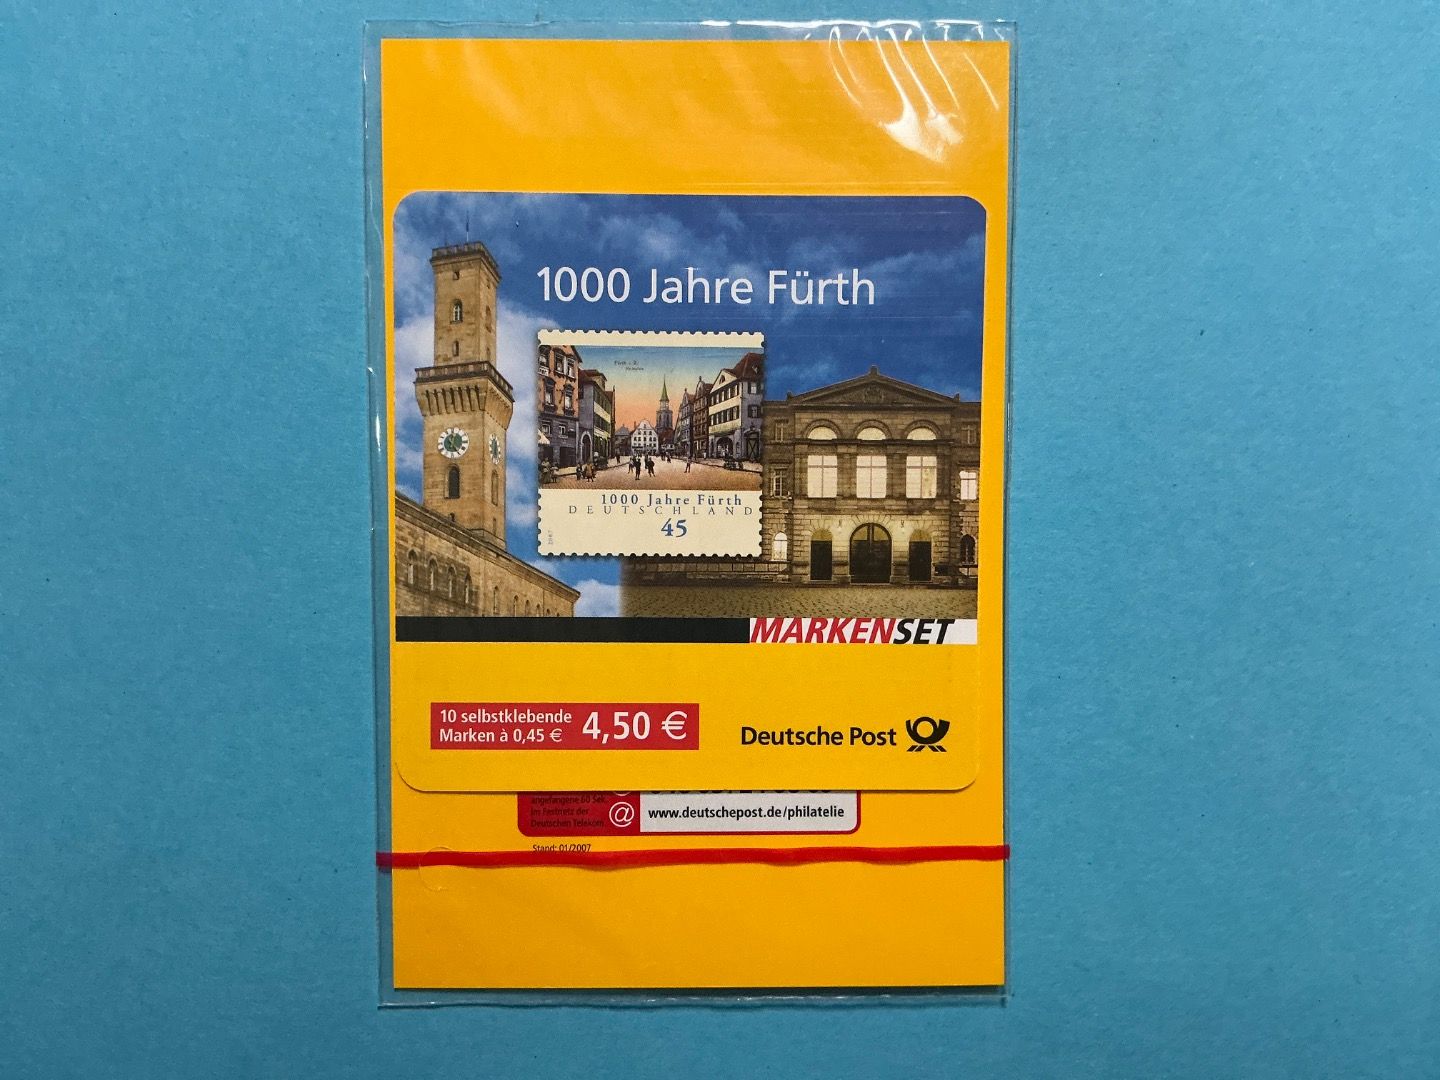 1000 Jahre Fürth
1000 Jahre Fürth
DEUTSCHLAND
45
MARKENSET
10 selbstklebende
Marken à 0,45 €
4,50 €
Deutsche Post
angefangene 60 Sek.
im Festnetz der
Deutschen Telekom.
@
www.deutschepost.de/philatelie
Stand: 01/2007